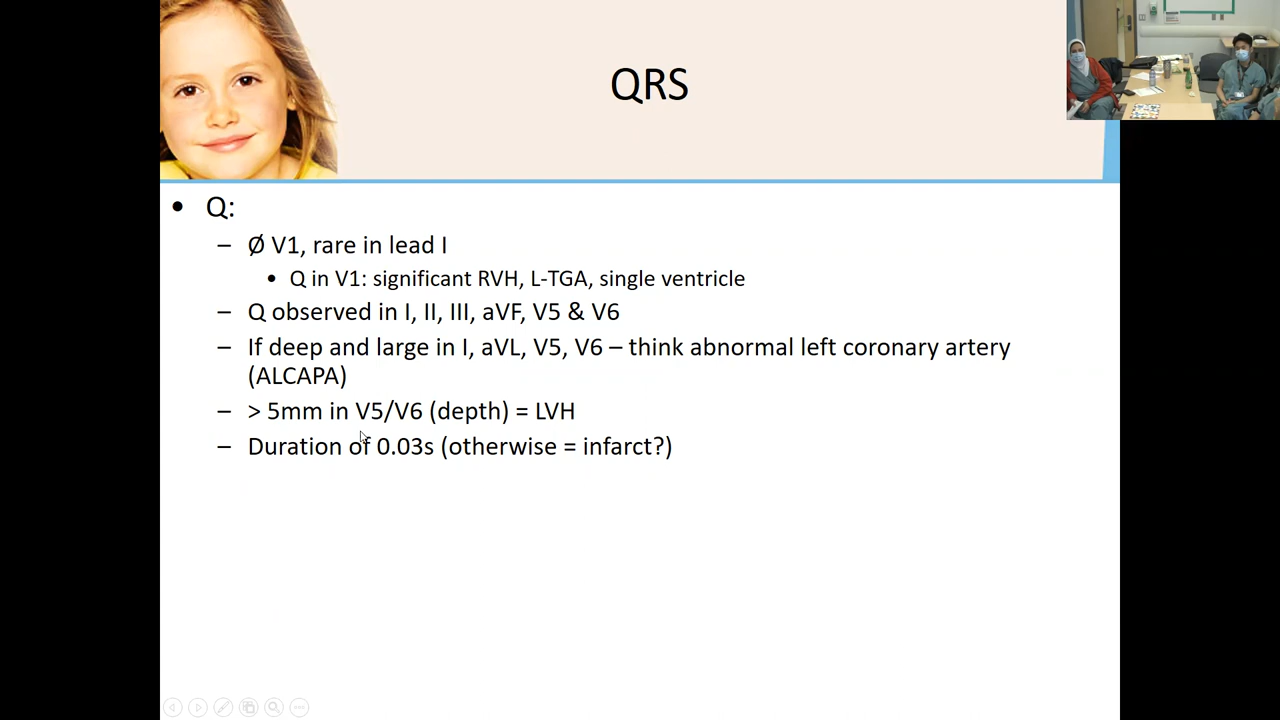 QRS
• Q:
– Ø V1, rare in lead I
• Q in V1: significant RVH, L-TGA, single ventricle
– Q observed in I, II, III, aVF, V5 & V6
– If deep and large in I, aVL, V5, V6 – think abnormal left coronary artery
(ALCAPA)
– > 5mm in V5/V6 (depth) = LVH
– Duration of 0.03s (otherwise = infarct?)